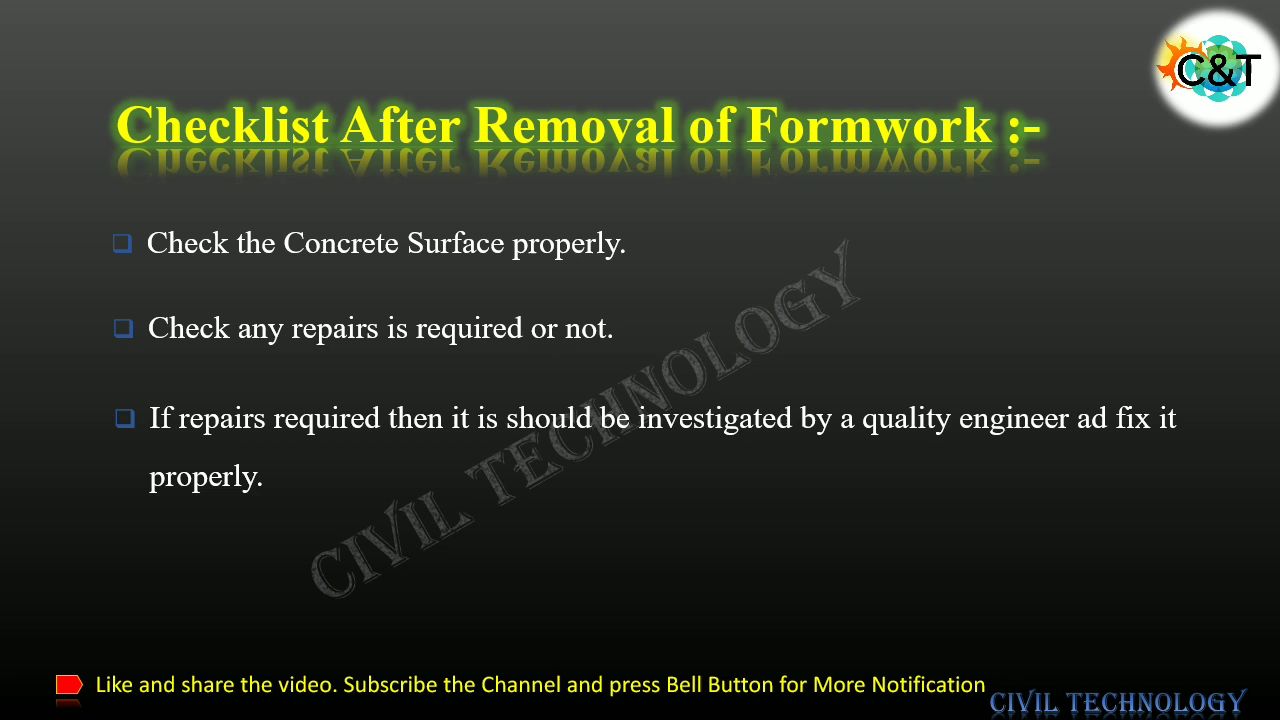 C&T
Checklist After Removal of Formwork :-
Check the Concrete Surface properly.
Check any repairs is required or not.
If repairs required then it is should be investigated by a quality engineer ad fix it
properly.
CIVIL TECHNOLOGY
Like and share the video. Subscribe the Channel and press Bell Button for More Notification
CIVIL TECHNOLOGY